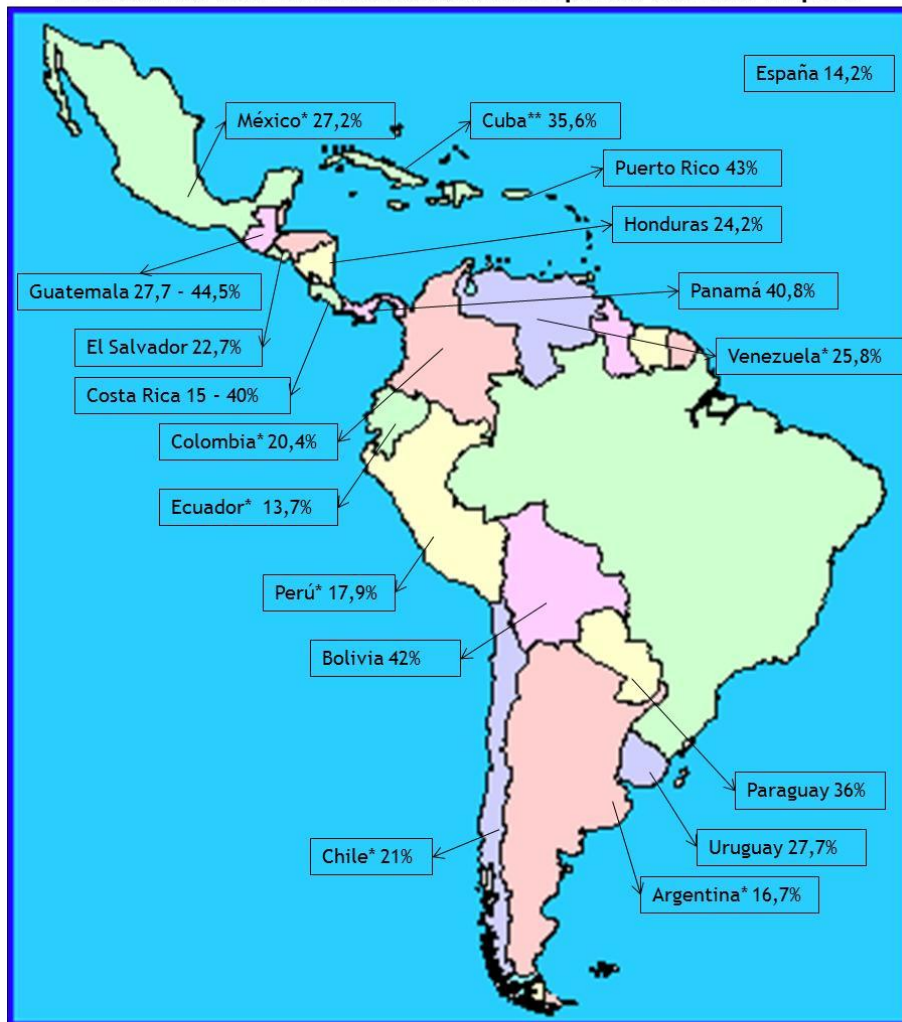 España 14,2%
México* 27,2%
Cuba** 35,6%
Puerto Rico 43%
Honduras 24,2%
Guatemala 27,7 - 44,5%
Panamá 40,8%
El Salvador 22,7%
Venezuela* 25,8%
Costa Rica 15 - 40%
Colombia* 20,4%
Ecuador* 13,7%
Perú* 17,9%
Bolivia 42%
Paraguay 36%
Uruguay 27,7%
Chile* 21%
Argentina* 16,7%